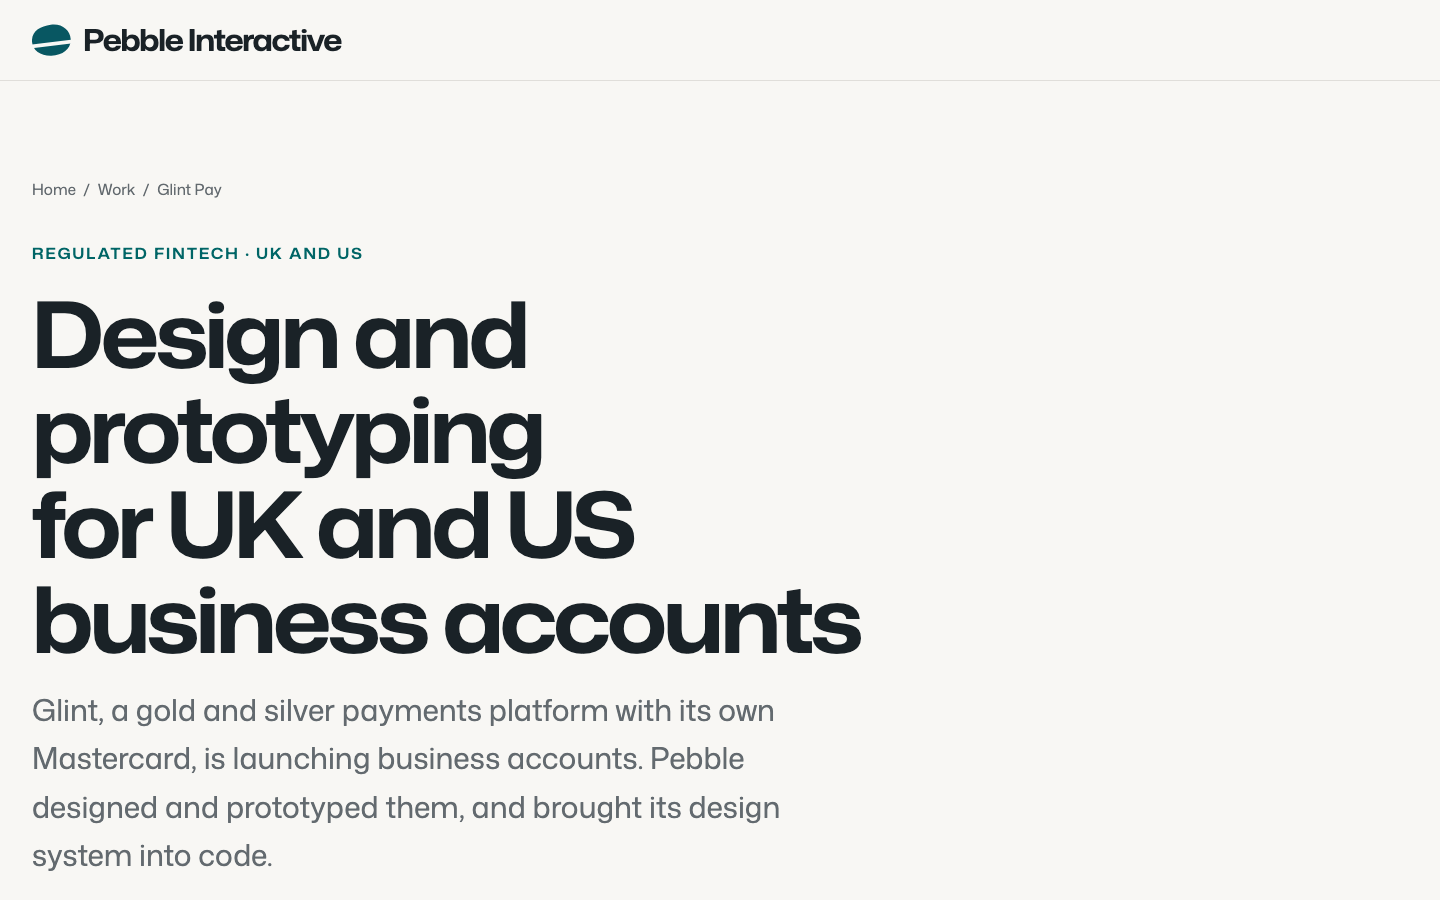 Pebble Interactive
Home / Work / Glint Pay
REGULATED FINTECH · UK AND US
Design and
prototyping
for UK and US
business accounts
Glint, a gold and silver payments platform with its own
Mastercard, is launching business accounts. Pebble
designed and prototyped them, and brought its design
system into code.